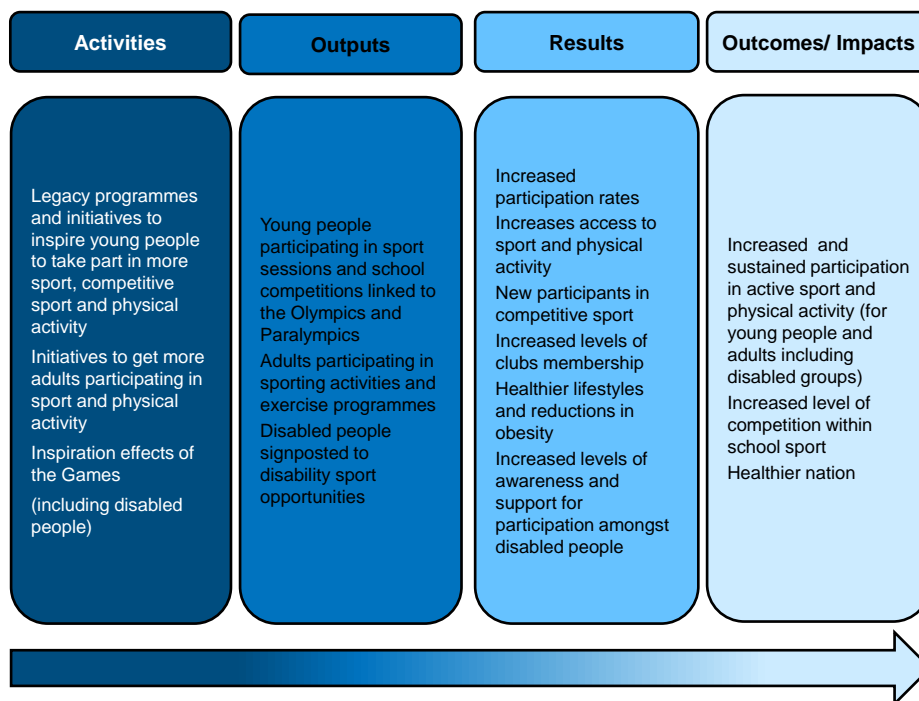 Activities
Outputs
Results
Outcomes/ Impacts
Legacy programmes
and initiatives to
inspire young people
to take part in more
sport, competitive
sport and physical
activity
Initiatives to get more
adults participating in
sport and physical
activity
Inspiration effects of
the Games
(including disabled
people)
Young people
participating in sport
sessions and school
competitions linked to
the Olympics and
Paralympics
Adults participating in
sporting activities and
exercise programmes
Disabled people
signposted to
disability sport
opportunities
Increased
participation rates
Increases access to
sport and physical
activity
New participants in
competitive sport
Increased levels of
clubs membership
Healthier lifestyles
and reductions in
obesity
Increased levels of
awareness and
support for
participation amongst
disabled people
Increased and
sustained participation
in active sport and
physical activity (for
young people and
adults including
disabled groups)
Increased level of
competition within
school sport
Healthier nation